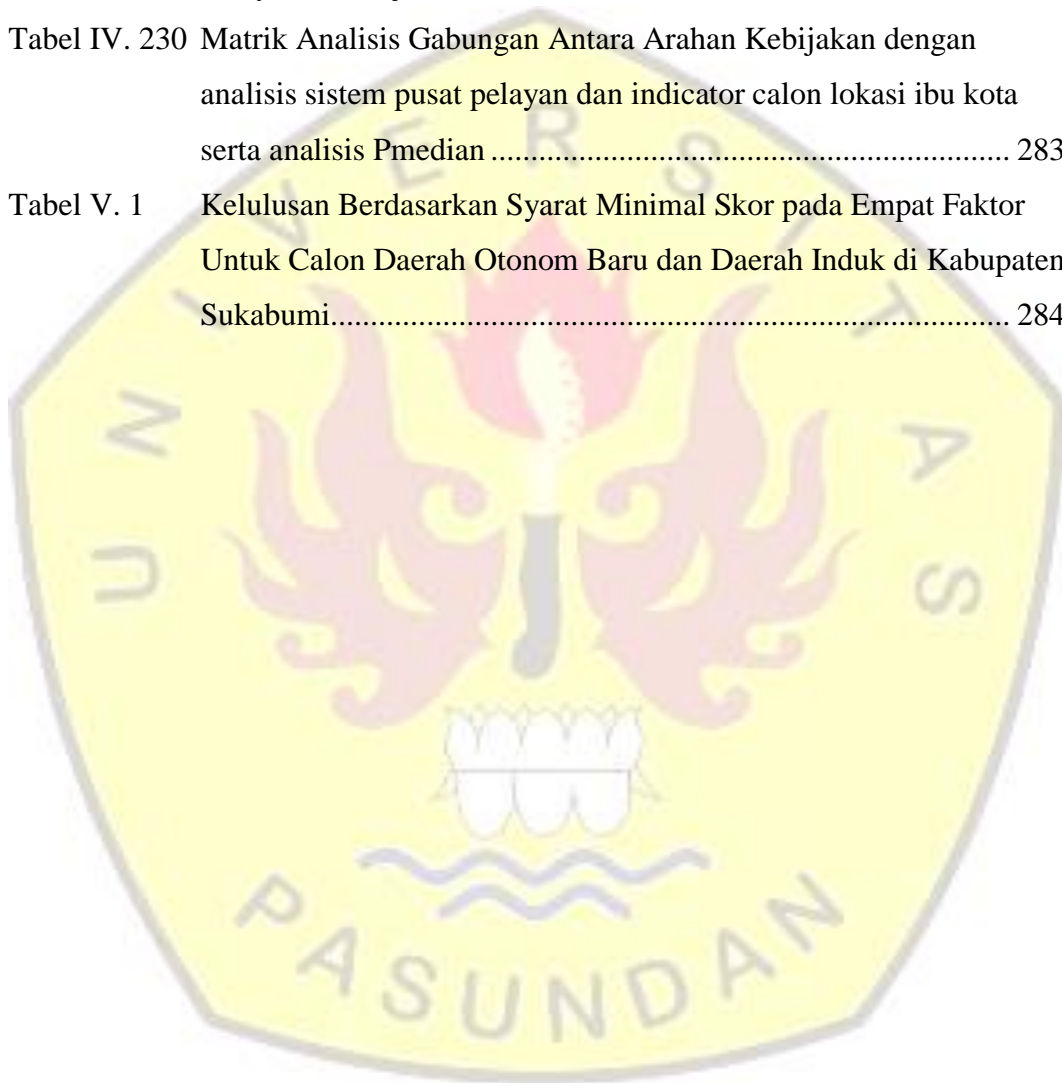 Tabel IV. 230 Matrik Analisis Gabungan Antara Arahan Kebijakan dengan
analisis sistem pusat pelayan dan indicator calon lokasi ibu kota
serta analisis Pmedian ................................................................. 283
Tabel V. 1 Kelulusan Berdasarkan Syarat Minimal Skor pada Empat Faktor
Untuk Calon Daerah Otonom Baru dan Daerah Induk di Kabupaten
Sukabumi..................................................................................... 284
UNIVERSITAS
PASUNDAN